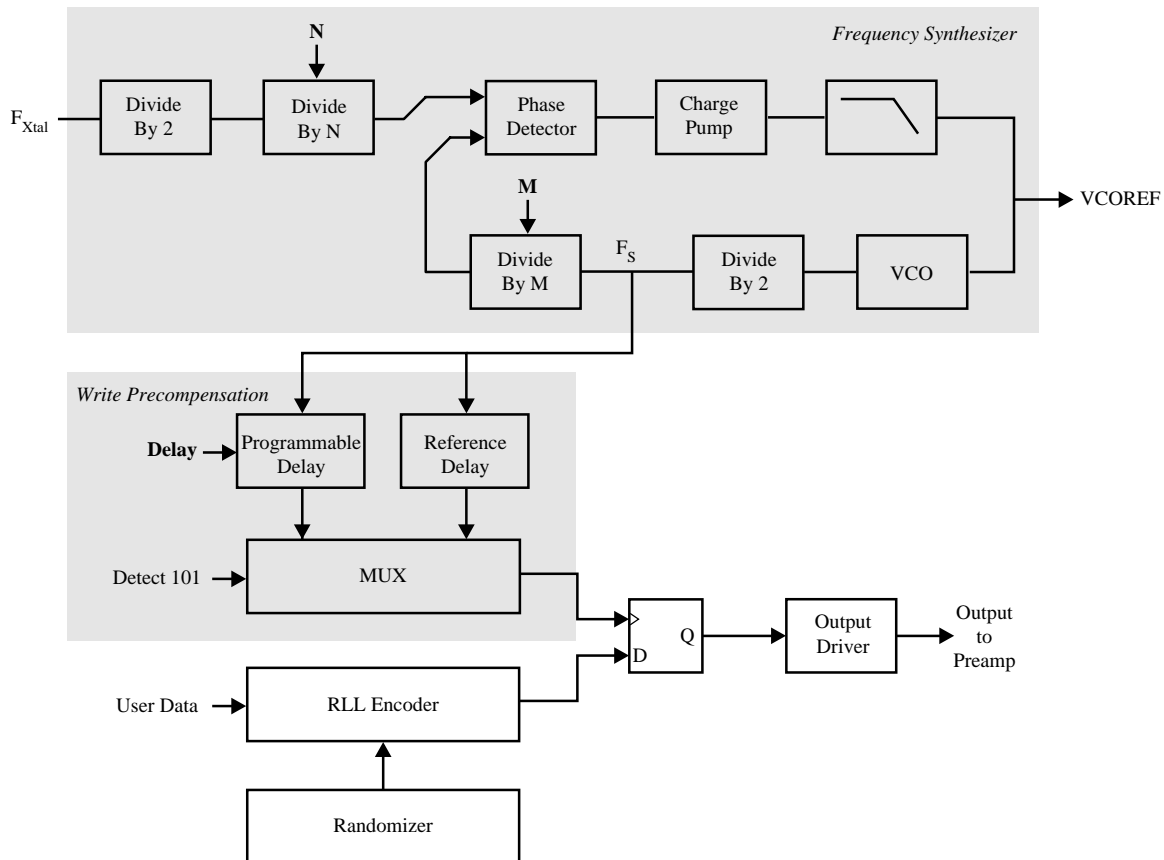 N
Frequency Synthesizer
F_Xtal
Divide
By 2
Divide
By N
Phase
Detector
Charge
Pump
M
VCOREF
Divide
By M
F_S
Divide
By 2
VCO
Write Precompensation
Delay
Programmable
Delay
Reference
Delay
Detect 101
MUX
Q
D
Output
Driver
Output
to
Preamp
User Data
RLL Encoder
Randomizer